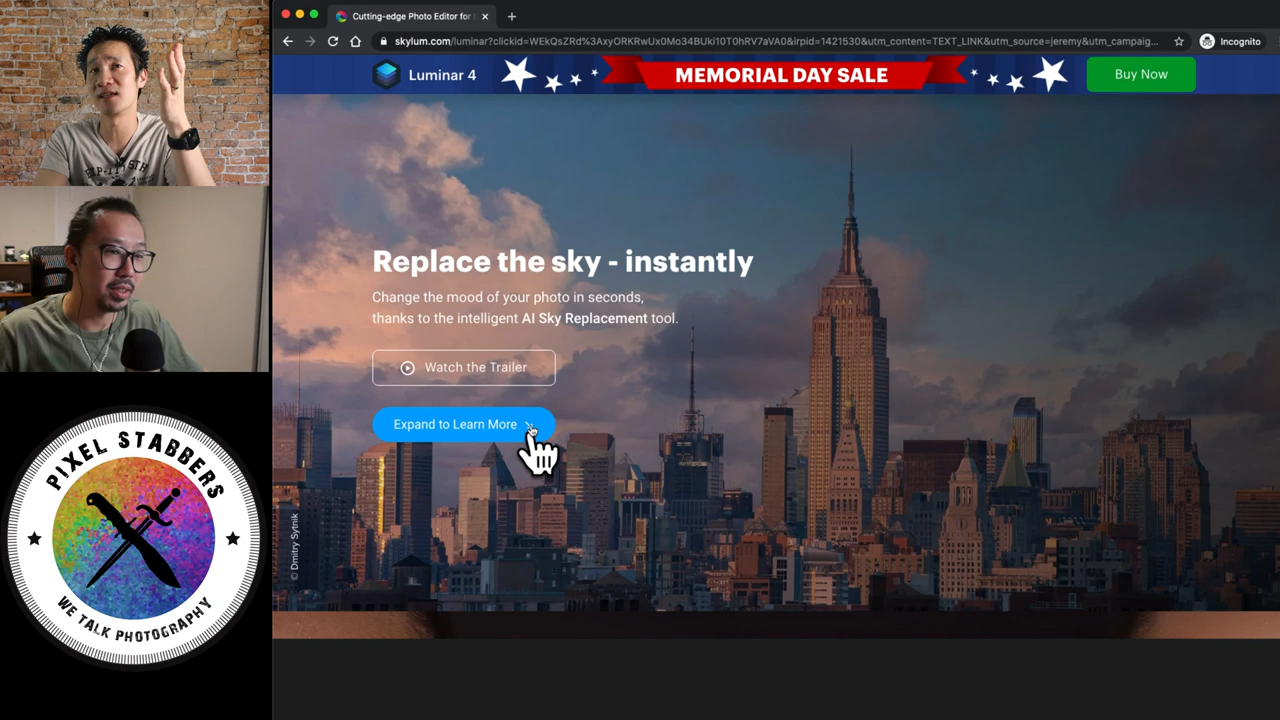 Cutting-edge Photo Editor for
skylum.com/luminar?clickid=WEkQsZRd%3AxyORKRwUx0Mo34BUki10T0hRV7aVA0&irpid=1421530&utm_content=TEXT_LINK&utm_source=jeremy&utm_campaig...
Incognito
Luminar 4
MEMORIAL DAY SALE
Buy Now
Replace the sky - instantly
Change the mood of your photo in seconds,
thanks to the intelligent AI Sky Replacement tool.
Watch the Trailer
Expand to Learn More
© Dmitry Sytnik
PIXEL STABBERS
WE TALK PHOTOGRAPHY